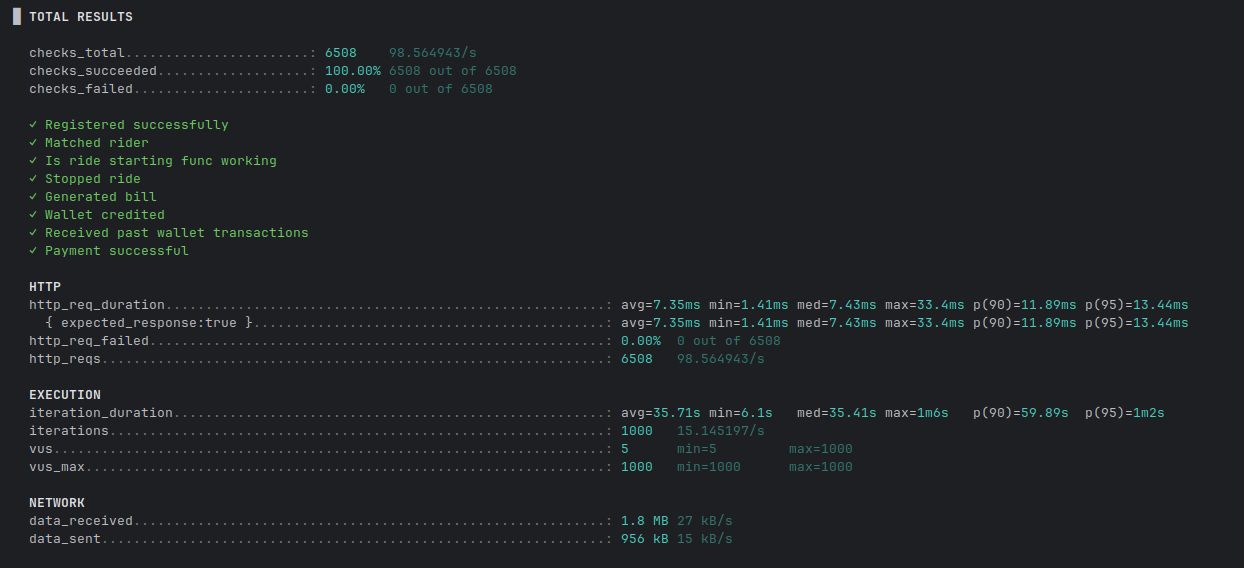 TOTAL RESULTS
checks_total.......................: 6508    98.564943/s
checks_succeeded...................: 100.00% 6508 out of 6508
checks_failed......................: 0.00%   0 out of 6508
✓ Registered successfully
✓ Matched rider
✓ Is ride starting func working
✓ Stopped ride
✓ Generated bill
✓ Wallet credited
✓ Received past wallet transactions
✓ Payment successful
HTTP
http_req_duration.......................................................: avg=7.35ms min=1.41ms med=7.43ms max=33.4ms p(90)=11.89ms p(95)=13.44ms
{ expected_response:true }............................................: avg=7.35ms min=1.41ms med=7.43ms max=33.4ms p(90)=11.89ms p(95)=13.44ms
http_req_failed.........................................................: 0.00%  0 out of 6508
http_reqs...............................................................: 6508   98.564943/s
EXECUTION
iteration_duration......................................................: avg=35.71s min=6.1s   med=35.41s max=1m6s   p(90)=59.89s  p(95)=1m2s
iterations..............................................................: 1000   15.145197/s
vus.....................................................................: 5      min=5         max=1000
vus_max.................................................................: 1000   min=1000      max=1000
NETWORK
data_received...........................................................: 1.8 MB 27 kB/s
data_sent...............................................................: 956 kB 15 kB/s